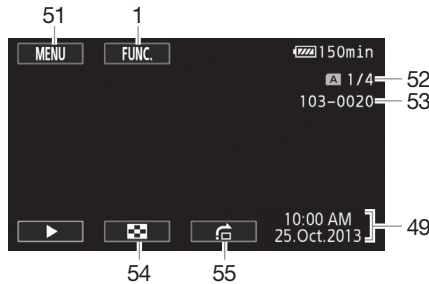 51 1
MENU FUNC. 150min
A 1/4 52
103-0020 53
10:00 AM
25.Oct.2013 49
54 55